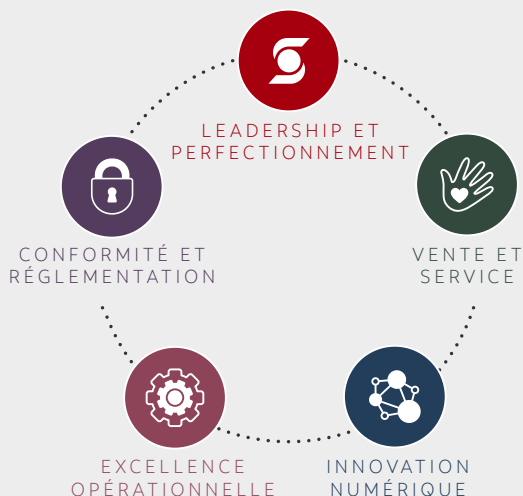 LEADERSHIP ET
PERFECTIONNEMENT
CONFORMITÉ ET
RÉGLEMENTATION
VENTE ET
SERVICE
EXCELLENCE
OPÉRATIONNELLE
INNOVATION
NUMÉRIQUE